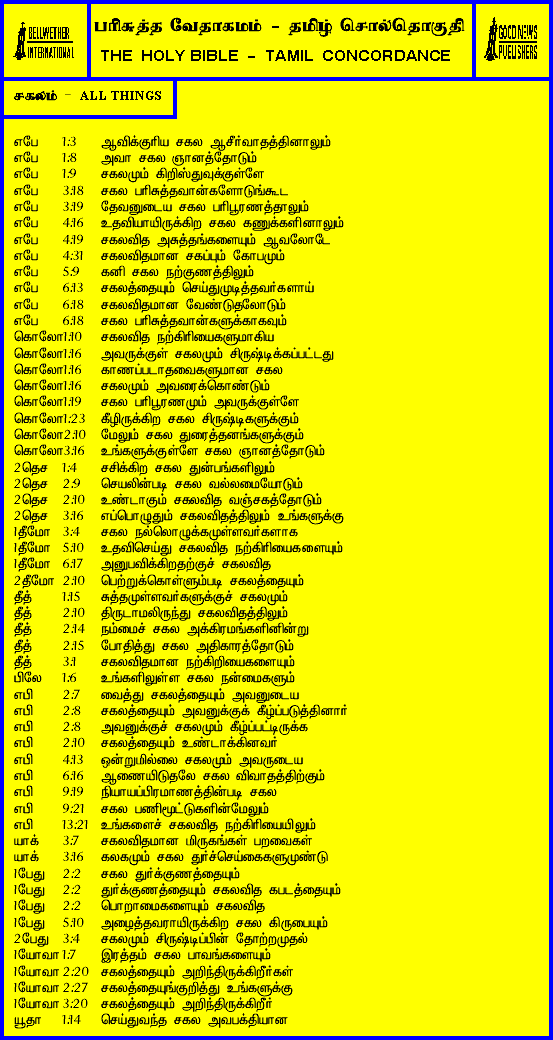 BELLWETHER
INTERNATIONAL
பரிசுத்த வேதாகமம் - தமிழ் சொல்தொகுதி
THE HOLY BIBLE - TAMIL CONCORDANCE
GOOD NEWS
PUBLISHERS
சகலம் - ALL THINGS
எபே 1:3 ஆவிக்குரிய சகல ஆசீர்வாதத்தினாலும்
எபே 1:8 அவர் சகல ஞானத்தோடும்
எபே 1:9 சகலமும் கிறிஸ்துவுக்குள்ளே
எபே 3:18 சகல பரிசுத்தவான்களோடுங்கூட
எபே 3:19 தேவனுடைய சகல பரிபூரணத்தாலும்
எபே 4:16 உதவியாயிருக்கிற சகல கணுக்களினாலும்
எபே 4:19 சகலவித அசுத்தங்களையும் ஆவலோடே
எபே 4:31 சகலவிதமான கசப்பும் கோபமும்
எபே 5:9 கனி சகல நற்குணத்திலும்
எபே 6:13 சகலத்தையும் செய்துமுடித்தவர்களாய்
எபே 6:18 சகலவிதமான வேண்டுதலோடும்
எபே 6:18 சகல பரிசுத்தவான்களுக்காகவும்
கொலோ1:10 சகலவித நற்கிரியைகளுமாகிய
கொலோ1:16 அவருக்குள் சகலமும் சிருஷ்டிக்கப்பட்டது
கொலோ1:16 காணப்படாதவைகளுமான சகல
கொலோ1:16 சகலமும் அவரைக்கொண்டும்
கொலோ1:19 சகல பரிபூரணமும் அவருக்குள்ளே
கொலோ1:23 கீழிருக்கிற சகல சிருஷ்டிகளுக்கும்
கொலோ2:10 மேலும் சகல துரைத்தனங்களுக்கும்
கொலோ3:16 உங்களுக்குள்ளே சகல ஞானத்தோடும்
2தெச 1:4 சகிக்கிற சகல துன்பங்களிலும்
2தெச 2:9 செயலின்படி சகல வல்லமையோடும்
2தெச 2:10 உண்டாகும் சகலவித வஞ்சகத்தோடும்
2தெச 3:16 எப்பொழுதும் சகலவிதத்திலும் உங்களுக்கு
1தீமோ 3:4 சகல நல்லொழுக்கமுள்ளவர்களாக
1தீமோ 5:10 உதவிசெய்து சகலவித நற்கிரியைகளையும்
1தீமோ 6:17 அனுபவிக்கிறதற்குச் சகலவித
2தீமோ 2:10 பெற்றுக்கொள்ளும்படி சகலத்தையும்
தீத் 1:15 சுத்தமுள்ளவர்களுக்குச் சகலமும்
தீத் 2:10 திருடாமலிருந்து சகலவிதத்திலும்
தீத் 2:14 நம்மைச் சகல அக்கிரமங்களினின்று
தீத் 2:15 போதித்து சகல அதிகாரத்தோடும்
தீத் 3:1 சகலவிதமான நற்கிறியைகளையும்
பிலே 1:6 உங்களிலுள்ள சகல நன்மைகளும்
எபி 2:7 வைத்து சகலத்தையும் அவனுடைய
எபி 2:8 சகலத்தையும் அவனுக்குக் கீழ்ப்படுத்தினார்
எபி 2:8 அவனுக்குச் சகலமும் கீழ்ப்பட்டிருக்க
எபி 2:10 சகலத்தையும் உண்டாக்கினவர்
எபி 4:13 ஒன்றுமில்லை சகலமும் அவருடைய
எபி 6:16 ஆணையிடுதலே சகல விவாதத்திற்கும்
எபி 9:19 நியாயப்பிரமாணத்தின்படி சகல
எபி 9:21 சகல பணிமூட்டுகளின்மேலும்
எபி 13:21 உங்களைச் சகலவித நற்கிரியையிலும்
யாக் 3:7 சகலவிதமான மிருகங்கள் பறவைகள்
யாக் 3:16 கலகமும் சகல துர்ச்செய்கைகளுமுண்டு
1பேது 2:2 சகல துர்க்குணத்தையும்
1பேது 2:2 துர்க்குணத்தையும் சகலவித கபடத்தையும்
1பேது 2:2 பொறாமைகளையும் சகலவித
1பேது 5:10 அழைத்தவராயிருக்கிற சகல கிருபையும்
2பேது 3:4 சகலமும் சிருஷ்டிப்பின் தோற்றமுதல்
1யோவா 1:7 இரத்தம் சகல பாவங்களையும்
1யோவா 2:20 சகலத்தையும் அறிந்திருக்கிறீர்கள்
1யோவா 2:27 சகலத்தையுங்குறித்து உங்களுக்கு
1யோவா 3:20 சகலத்தையும் அறிந்திருக்கிறீர்
யூதா 1:14 செய்துவந்த சகல அவபக்தியான